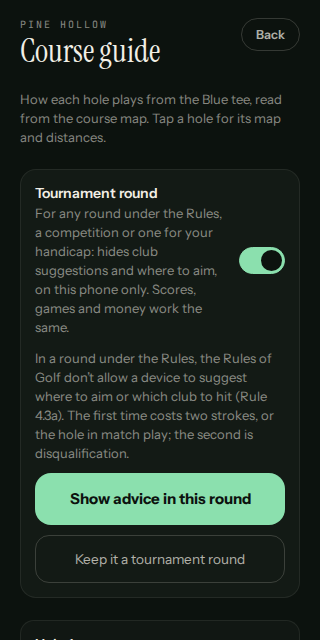 PINE HOLLOW
Course guide
Back
How each hole plays from the Blue tee, read
from the course map. Tap a hole for its map
and distances.
Tournament round
For any round under the Rules,
a competition or one for your
handicap: hides club
suggestions and where to aim,
on this phone only. Scores,
games and money work the
same.
In a round under the Rules, the Rules of
Golf don't allow a device to suggest
where to aim or which club to hit (Rule
4.3a). The first time costs two strokes, or
the hole in match play; the second is
disqualification.
Show advice in this round
Keep it a tournament round